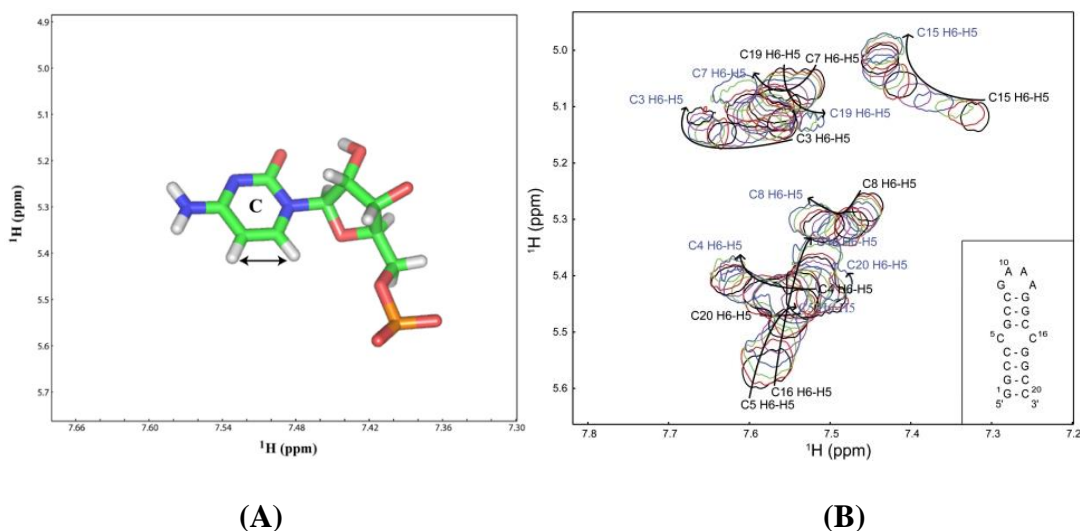 4.9
5.0
5.1
5.2
5.3
5.4
5.5
5.6
5.7
¹H (ppm)
7.66
7.60
7.54
7.48
7.42
7.36
7.30
¹H (ppm)
C
(A)
B
5.0
5.1
5.2
5.3
5.4
5.5
5.6
¹H (ppm)
7.8
7.6
7.5
7.4
7.3
7.2
¹H (ppm)
C19 H6-H5
C7 H6-H5
C15 H6-H5
C7 H6-H5
C3 H6-H5
C15 H6-H5
C19 H6-H5
C3 H6-H5
C8 H6-H5
C8 H6-H5
C4 H6-H5
H6-H5
C20 H6-H5
C4 H6-H5
C20 H6-H5
C16 H6-H5
C5 H6-H5
10
A A
G A
C - G
C - G
G - C
5 C C 16
C - G
C - G
G - C
1 G - C 20
5' 3'
(B)